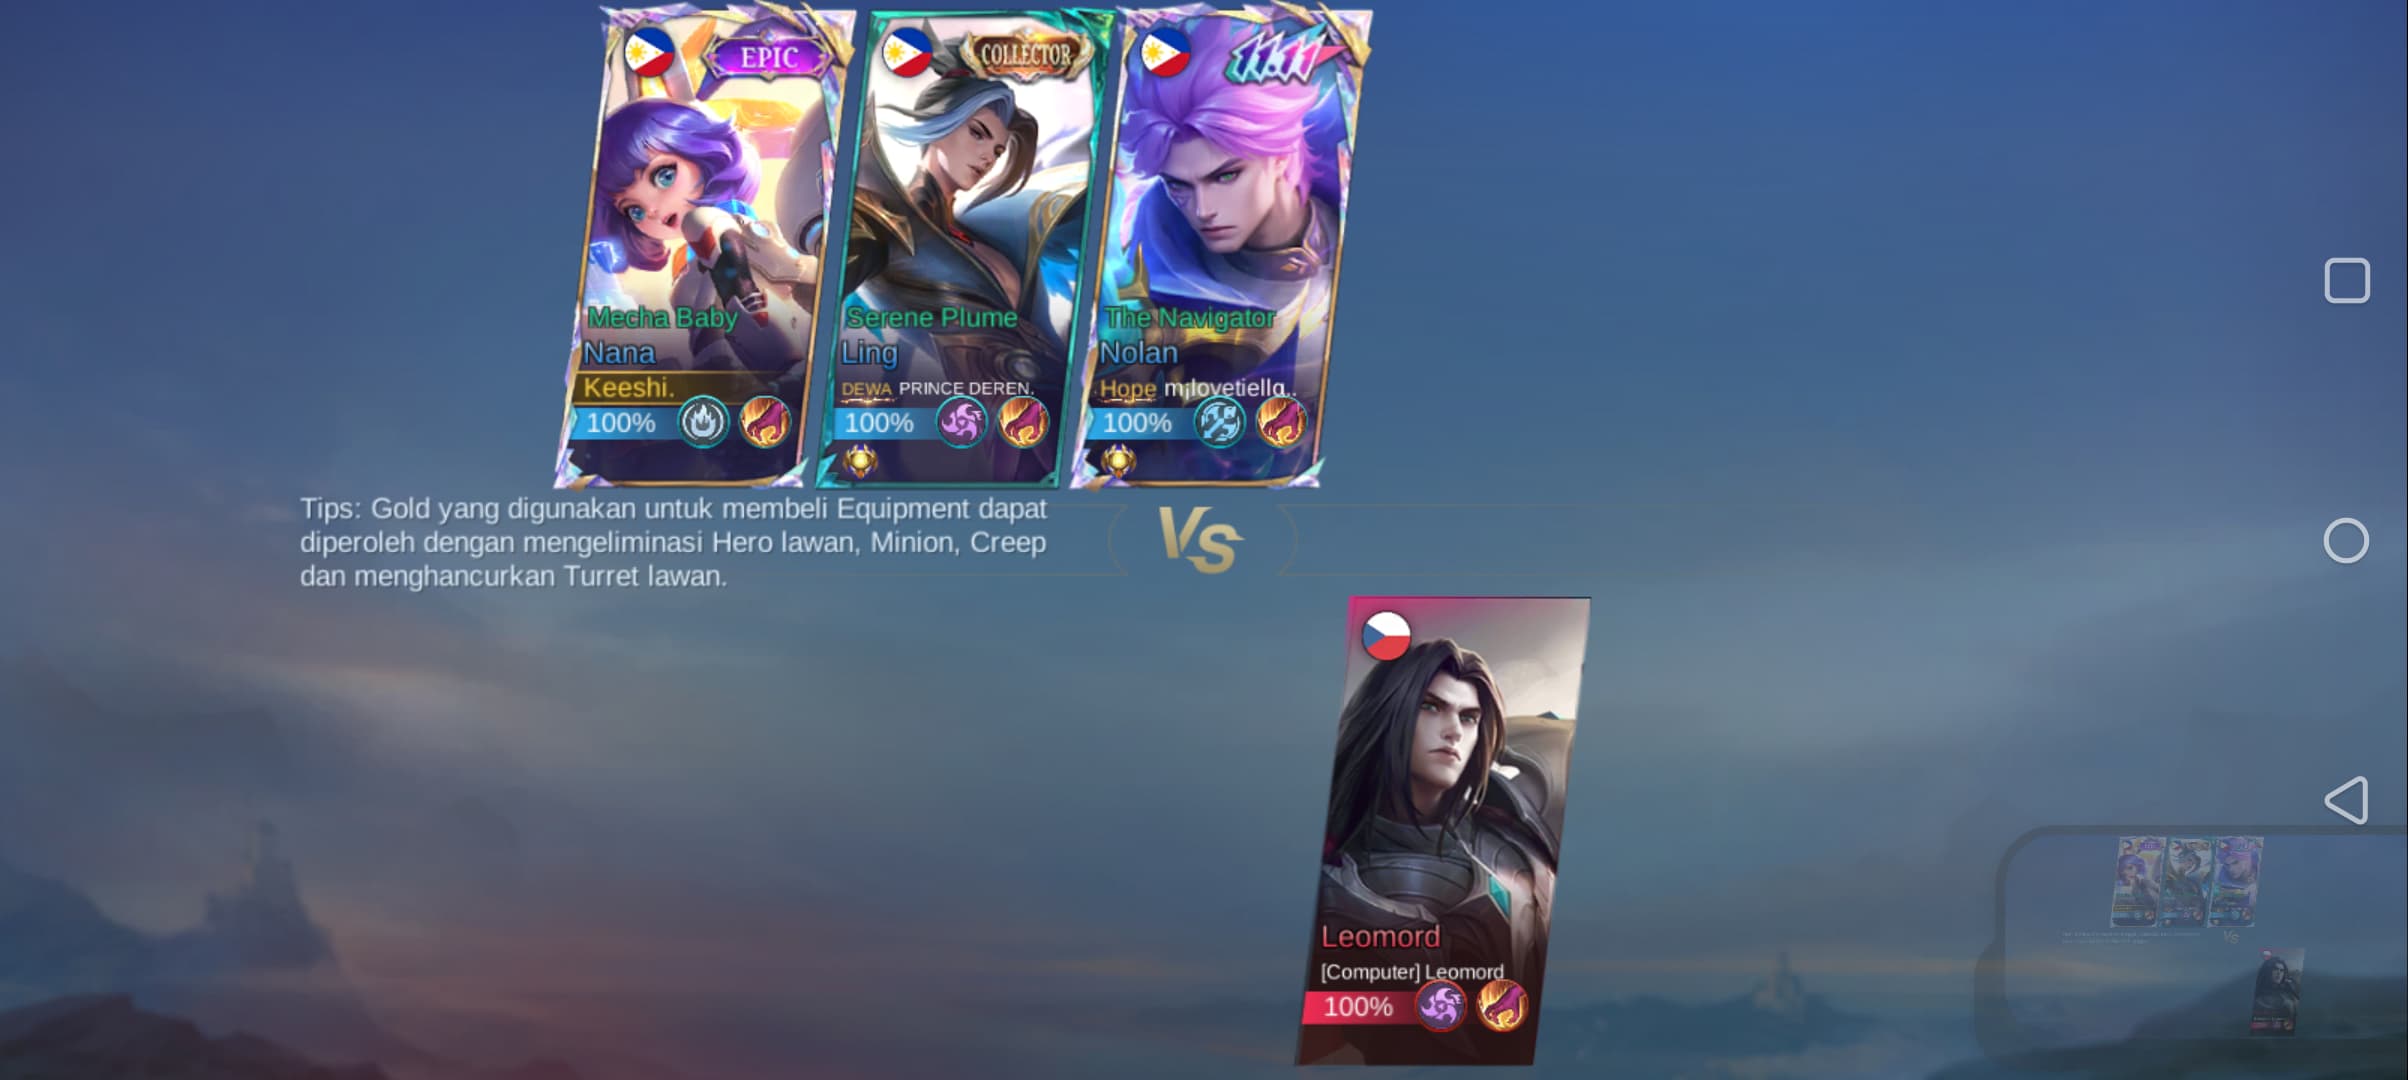 EPIC
COLLECTOR
11.11
Mecha Baby
Nana
Keeshi.
100%
Serene Plume
Ling
DEWA PRINCE DEREN.
100%
The Navigator
Nolan
Hope m¡lovetiella..
100%
Tips: Gold yang digunakan untuk membeli Equipment dapat
diperoleh dengan mengeliminasi Hero lawan, Minion, Creep
dan menghancurkan Turret lawan.
VS
Leomord
[Computer] Leomord
100%
VS